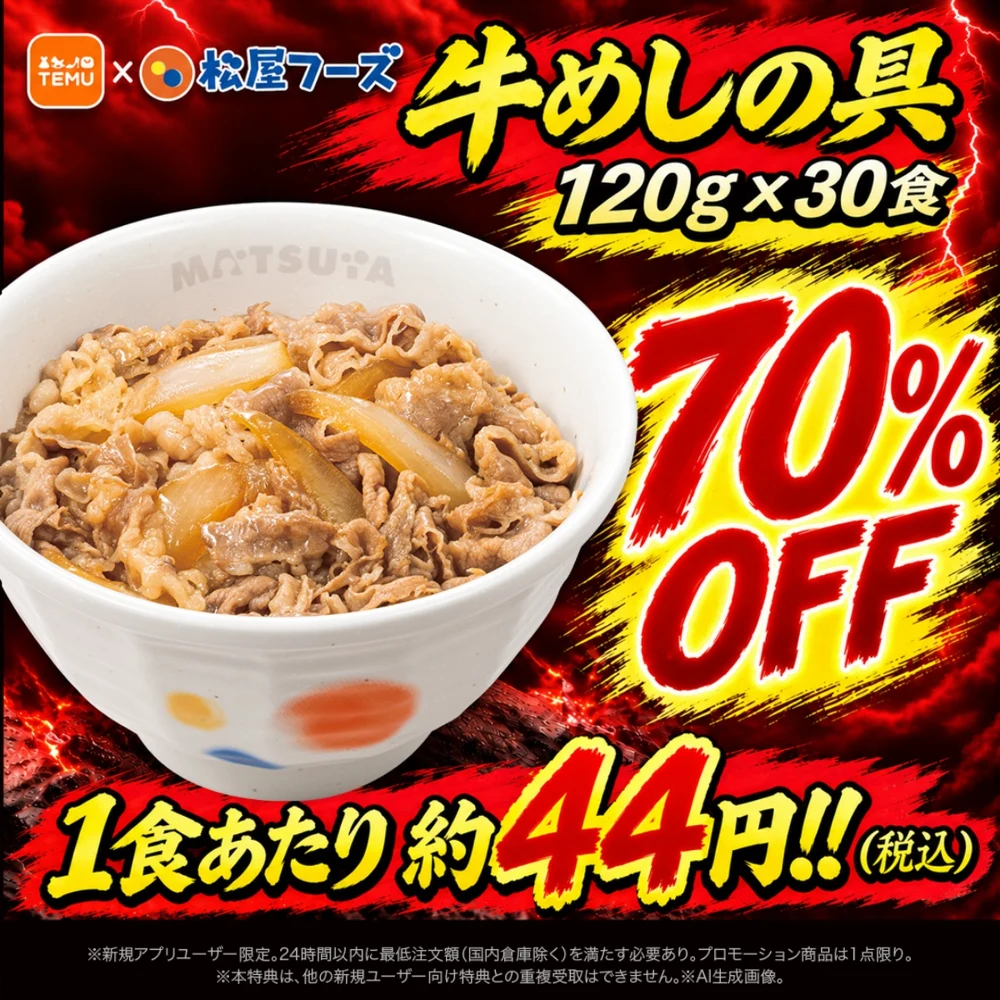 TEMU × 松屋フーズ
牛めしの具
120g×30食
MATSUYA
70%
OFF
1食あたり 約44円!!(税込)
※新規アプリユーザー限定。24時間以内に最低注文額(国内倉庫除く)を満たす必要あり。プロモーション商品は1点限り。
※本特典は、他の新規ユーザー向け特典との重複受取はできません。※AI生成画像。